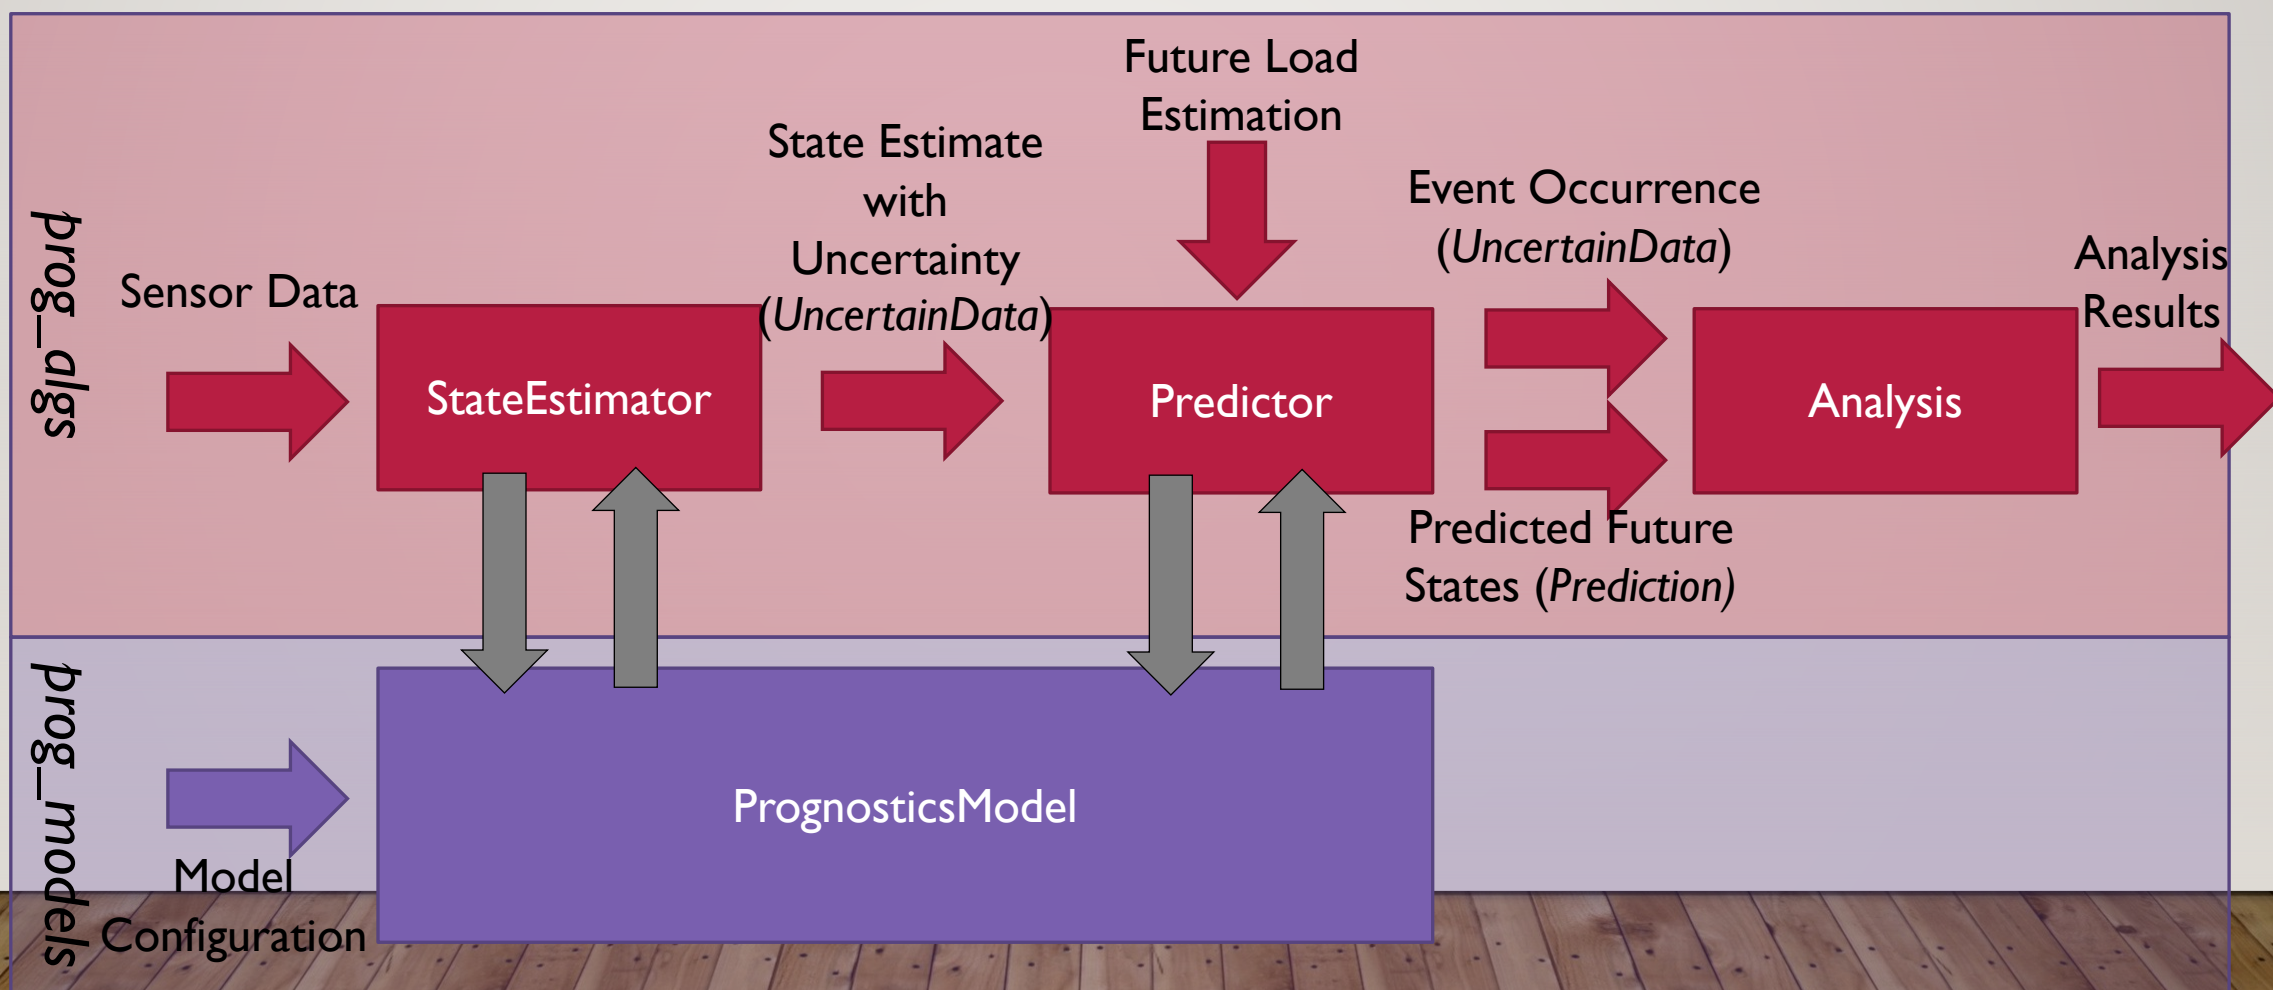 prog_algs
Sensor Data
StateEstimator
State Estimate
with
Uncertainty
(UncertainData)
Future Load
Estimation
Predictor
Event Occurrence
(UncertainData)
Predicted Future
States (Prediction)
Analysis
Analysis
Results
prog_models
Model
Configuration
PrognosticsModel